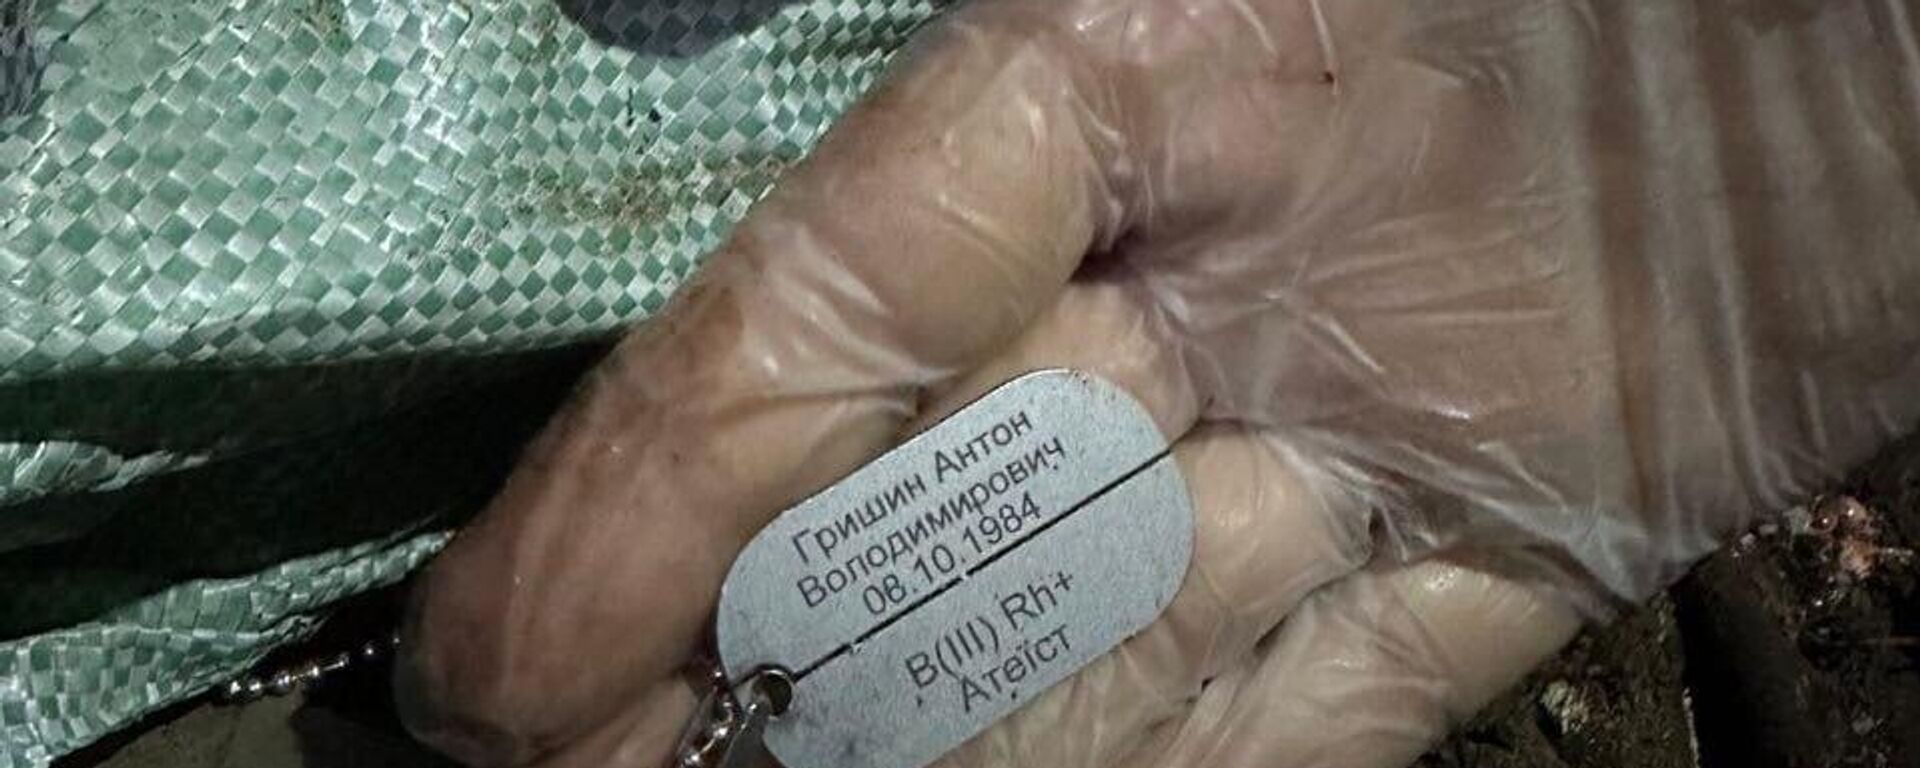 Гришин Антон
Володимирович
08.10.1984
B(III) Rh+
Атеїст